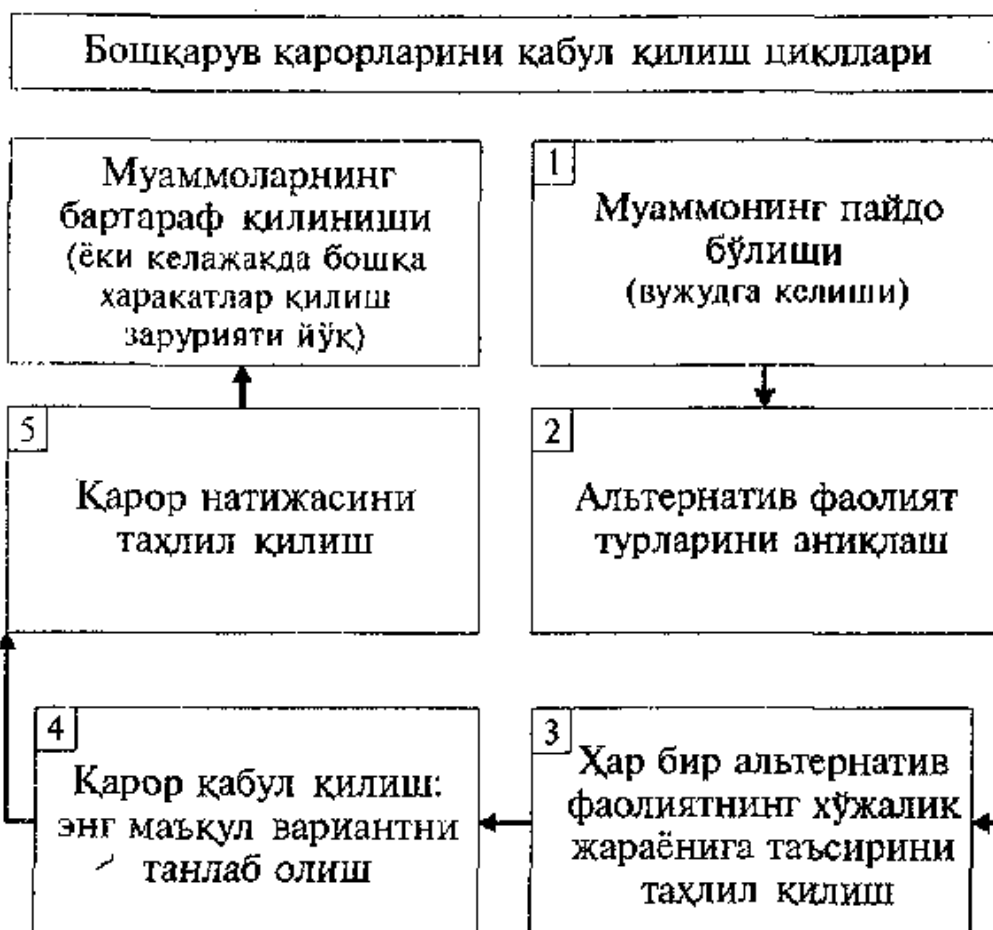 Бошқарув қарорларини қабул қилиш циқллари
Муаммоларнинг
бартараф қилиниши
(ёки келажакда бошқа
ҳаракатлар қилиш
зарурияти йўқ)
1
Муаммонинг пайдо
бўлиши
(вужудга келиши)
5
Қарор натижасини
таҳлил қилиш
2
Альтернатив фаолият
турларини аниқлаш
4
Қарор қабул қилиш:
энг маъқул вариантни
танлаб олиш
3
Ҳар бир альтернатив
фаолиятнинг хўжалик
жараёнига таъсирини
таҳлил қилиш